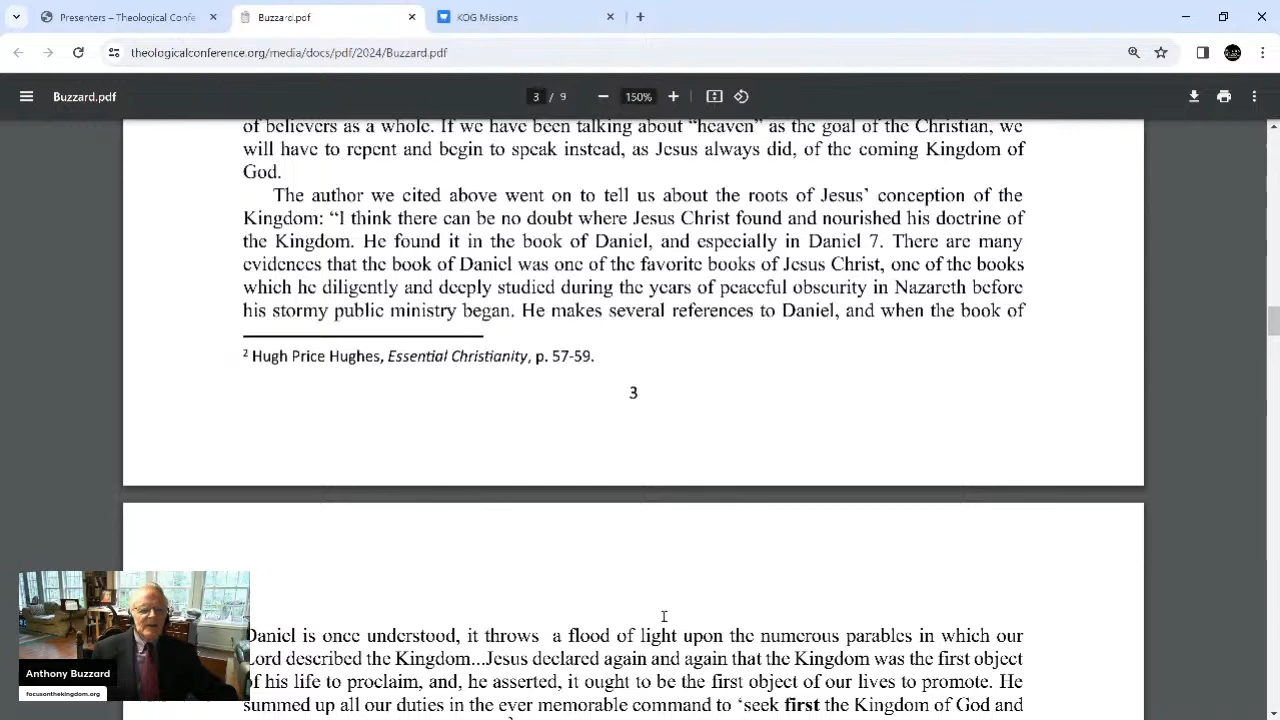 Presenters – Theological Confe
Buzzard.pdf
KOG Missions
theologicalconference.org/media/docs/pdf/2024/Buzzard.pdf
Buzzard.pdf
3 / 9
150%
of believers as a whole. If we have been talking about “heaven” as the goal of the Christian, we
will have to repent and begin to speak instead, as Jesus always did, of the coming Kingdom of
God.
The author we cited above went on to tell us about the roots of Jesus’ conception of the
Kingdom: “I think there can be no doubt where Jesus Christ found and nourished his doctrine of
the Kingdom. He found it in the book of Daniel, and especially in Daniel 7. There are many
evidences that the book of Daniel was one of the favorite books of Jesus Christ, one of the books
which he diligently and deeply studied during the years of peaceful obscurity in Nazareth before
his stormy public ministry began. He makes several references to Daniel, and when the book of
2 Hugh Price Hughes, Essential Christianity, p. 57-59.
3
Daniel is once understood, it throws a flood of light upon the numerous parables in which our
Lord described the Kingdom...Jesus declared again and again that the Kingdom was the first object
of his life to proclaim, and, he asserted, it ought to be the first object of our lives to promote. He
summed up all our duties in the ever memorable command to ‘seek first the Kingdom of God and
Anthony Buzzard
focusonthekingdom.org